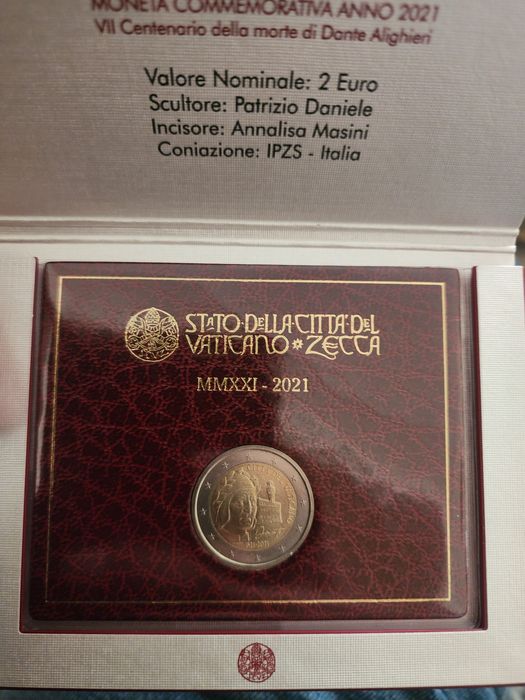 MONETA COMMEMORATIVA ANNO 2021
VII Centenario della morte di Dante Alighieri
Valore Nominale: 2 Euro
Scultore: Patrizio Daniele
Incisore: Annalisa Masini
Coniazione: IPZS - Italia
STATO·DELLA·CITTÀ·DEL
VATICANO * ZECCA
MMXXI - 2021